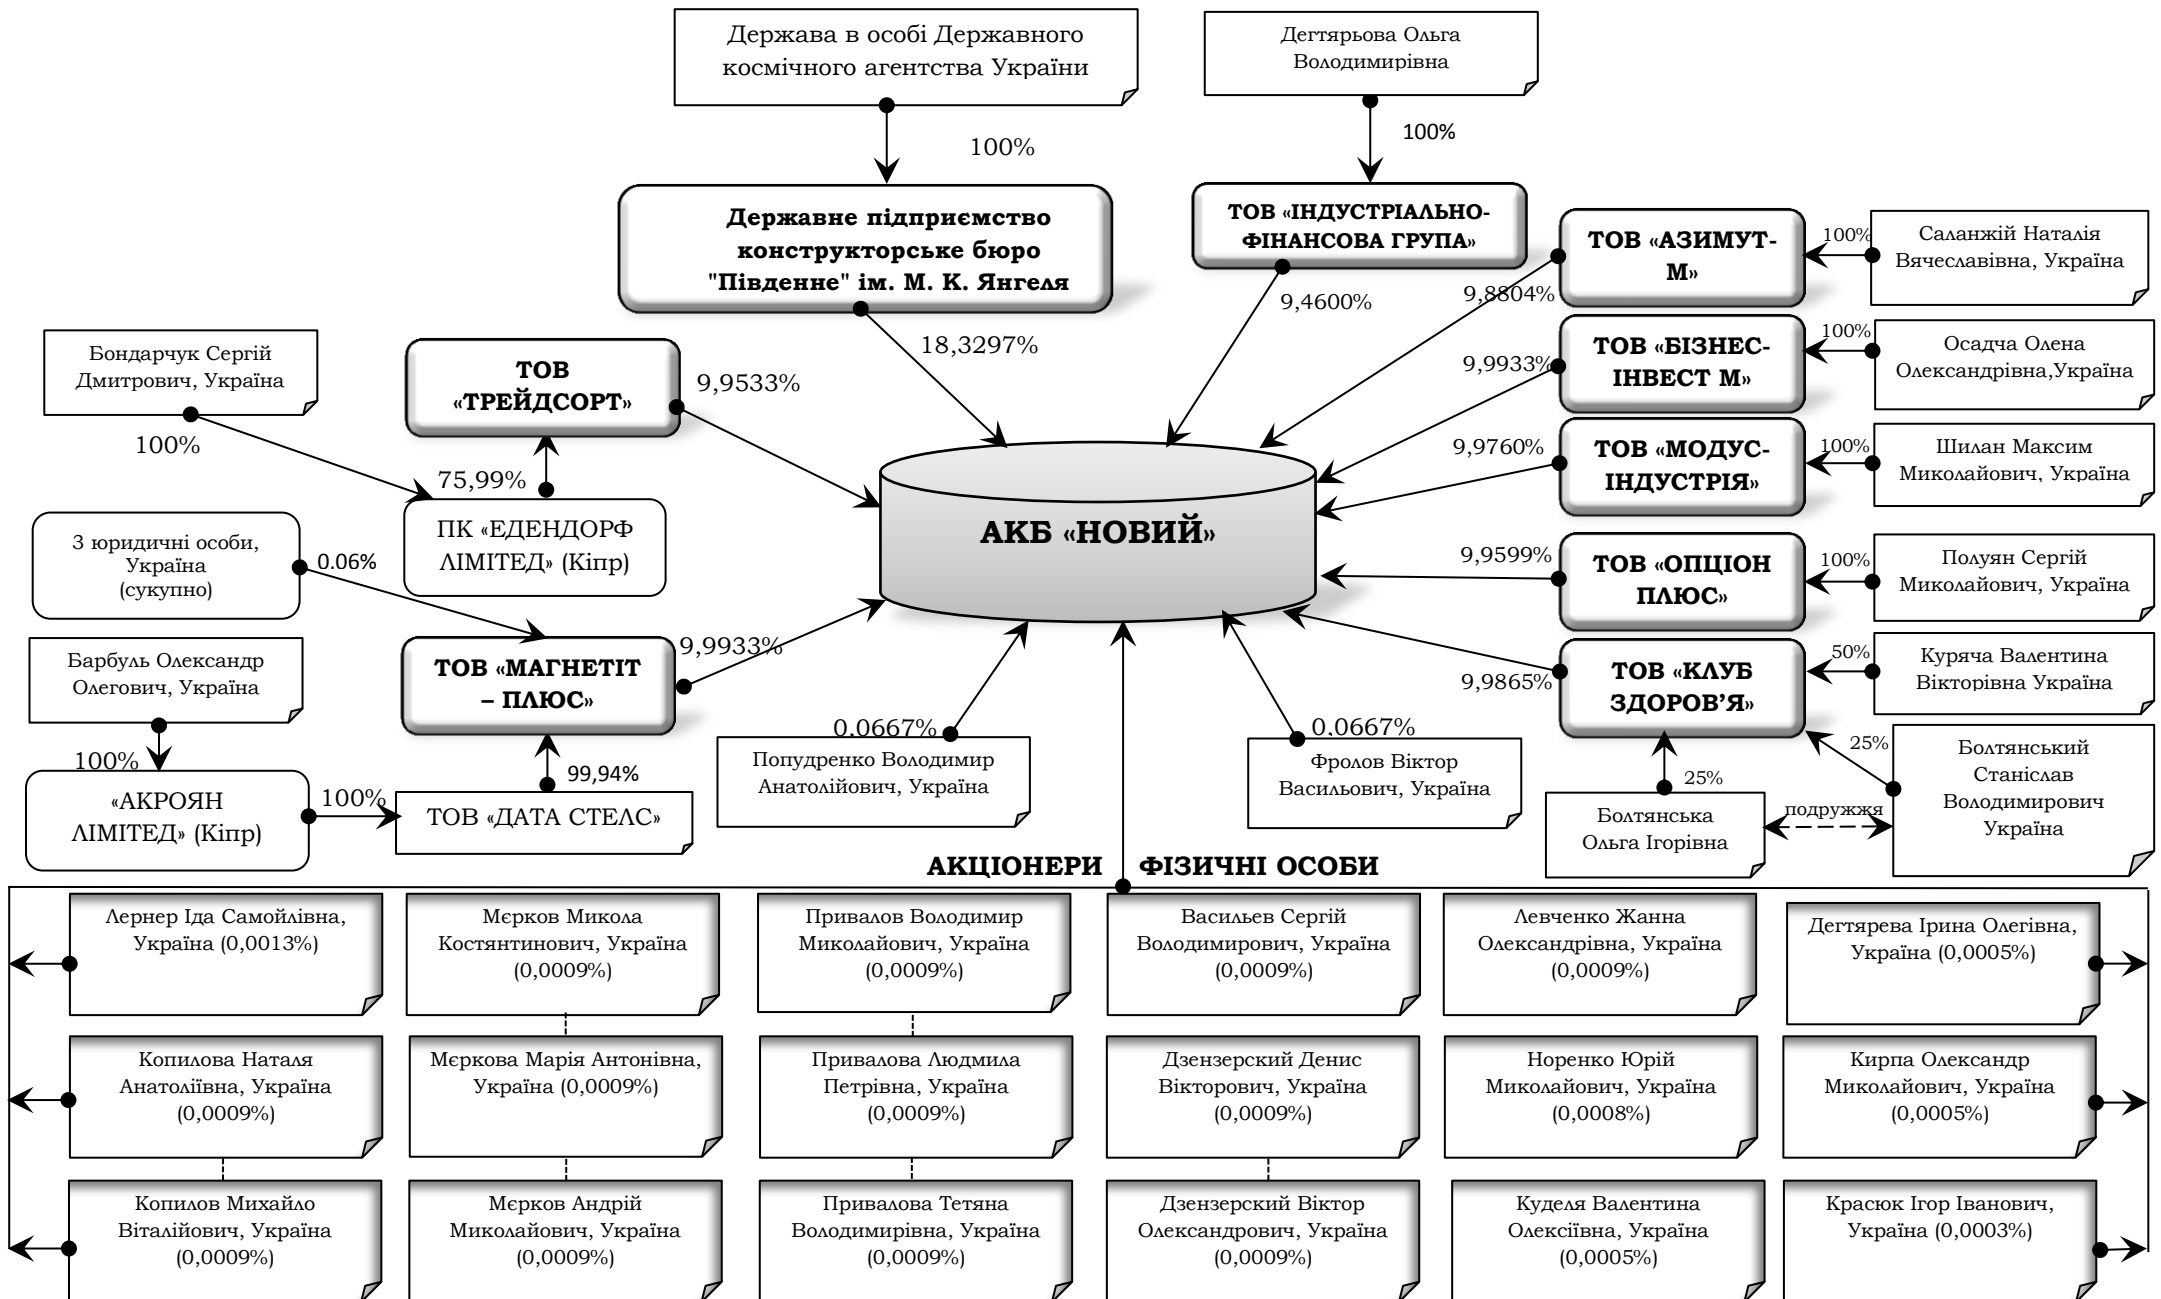 Держава в особі Державного
космічного агентства України
Дегтярьова Ольга
Володимирівна
100%
100%
Державне підприємство
конструкторське бюро
"Південне" ім. М. К. Янгеля
ТОВ «ІНДУСТРІАЛЬНО-
ФІНАНСОВА ГРУПА»
ТОВ «АЗИМУТ-
М»
100%
Саланжій Наталія
Вячеславівна, Україна
18,3297%
9,4600%
9,8804%
Бондарчук Сергій
Дмитрович, Україна
100%
ТОВ
«ТРЕЙДСОРТ»
9,9533%
9,9933%
ТОВ «БІЗНЕС-
ІНВЕСТ М»
100%
Осадча Олена
Олександрівна,Україна
75,99%
ПК «ЕДЕНДОРФ
ЛІМІТЕД» (Кіпр)
АКБ «НОВИЙ»
9,9760%
ТОВ «МОДУС-
ІНДУСТРІЯ»
100%
Шилан Максим
Миколайович, Україна
3 юридичні особи,
Україна
(сукупно)
0.06%
9,9599%
ТОВ «ОПЦІОН
ПЛЮС»
100%
Полуян Сергій
Миколайович, Україна
Барбуль Олександр
Олегович, Україна
100%
ТОВ «МАГНЕТІТ
– ПЛЮС»
9,9933%
9,9865%
ТОВ «КЛУБ
ЗДОРОВ’Я»
50%
Куряча Валентина
Вікторівна Україна
«АКРОЯН
ЛІМІТЕД» (Кіпр)
100%
99,94%
ТОВ «ДАТА СТЕЛС»
0,0667%
Попудренко Володимир
Анатолійович, Україна
0,0667%
Фролов Віктор
Васильович, Україна
25%
Болтянська
Ольга Ігорівна
подружжя
25%
Болтянський
Станіслав
Володимирович
Україна
АКЦІОНЕРИ ФІЗИЧНІ ОСОБИ
Лернер Іда Самойлівна,
Україна (0,0013%)
Мєрков Микола
Костянтинович, Україна
(0,0009%)
Привалов Володимир
Миколайович, Україна
(0,0009%)
Васильев Сергій
Володимирович, Україна
(0,0009%)
Левченко Жанна
Олександрівна, Україна
(0,0009%)
Дегтярева Ірина Олегівна,
Україна (0,0005%)
Копилова Наталя
Анатоліївна, Україна
(0,0009%)
Мєркова Марія Антонівна,
Україна (0,0009%)
Привалова Людмила
Петрівна, Україна
(0,0009%)
Дзензерский Денис
Вікторович, Україна
(0,0009%)
Норенко Юрій
Миколайович, Україна
(0,0008%)
Кирпа Олександр
Миколайович, Україна
(0,0005%)
Копилов Михайло
Віталійович, Україна
(0,0009%)
Мєрков Андрій
Миколайович, Україна
(0,0009%)
Привалова Тетяна
Володимирівна, Україна
(0,0009%)
Дзензерский Віктор
Олександрович, Україна
(0,0009%)
Куделя Валентина
Олексіївна, Україна
(0,0005%)
Красюк Ігор Іванович,
Україна (0,0003%)